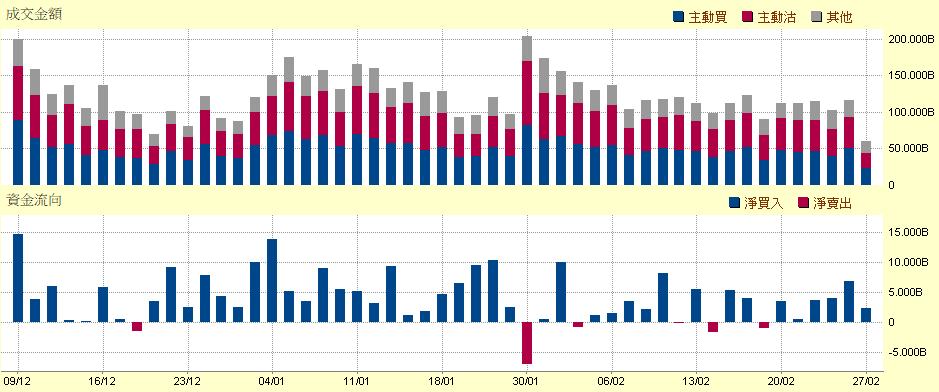 成交金額 主動買 主動沽 其他
200.000B
150.000B
100.000B
50.000B
0
資金流向 淨買入 淨賣出
15.000B
10.000B
5.000B
0
-5.000B
09/12 16/12 23/12 04/01 11/01 18/01 30/01 06/02 13/02 20/02 27/02